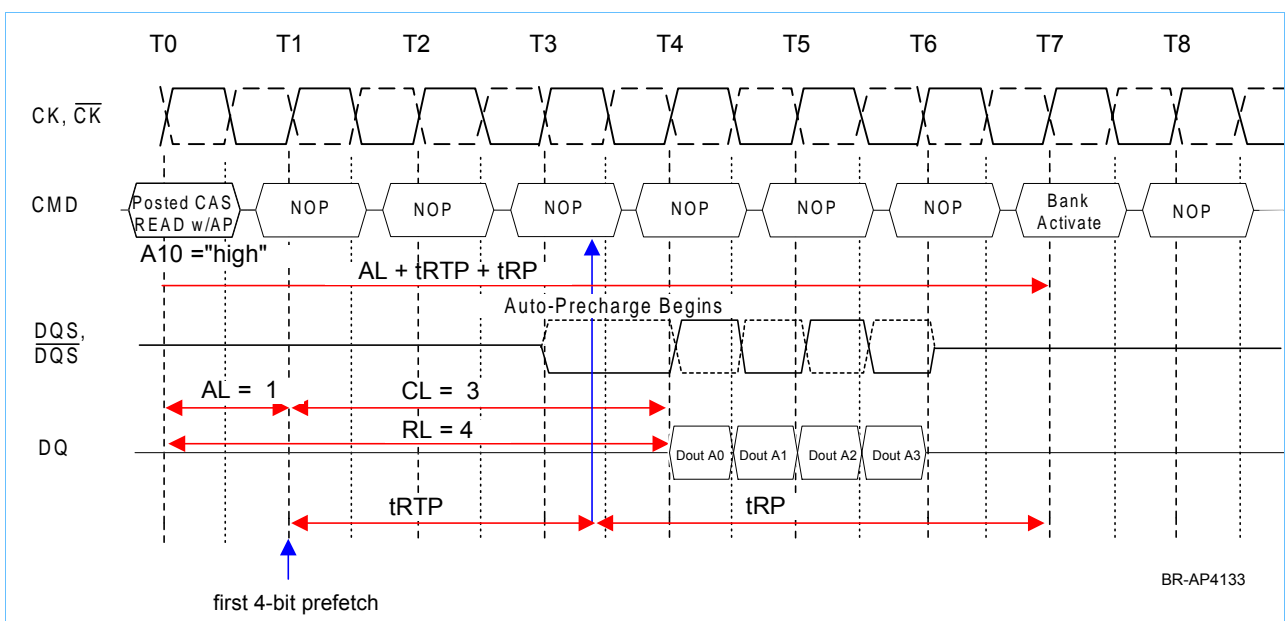 T0 T1 T2 T3 T4 T5 T6 T7 T8
CK, CK
CMD
Posted CAS
READ w/AP
NOP NOP NOP NOP NOP NOP
Bank
Activate
NOP
A10 ="high"
AL + tRTP + tRP
Auto-Precharge Begins
DQS,
DQS
AL = 1
CL = 3
RL = 4
DQ
Dout A0 Dout A1 Dout A2 Dout A3
tRTP
tRP
BR-AP4133
first 4-bit prefetch